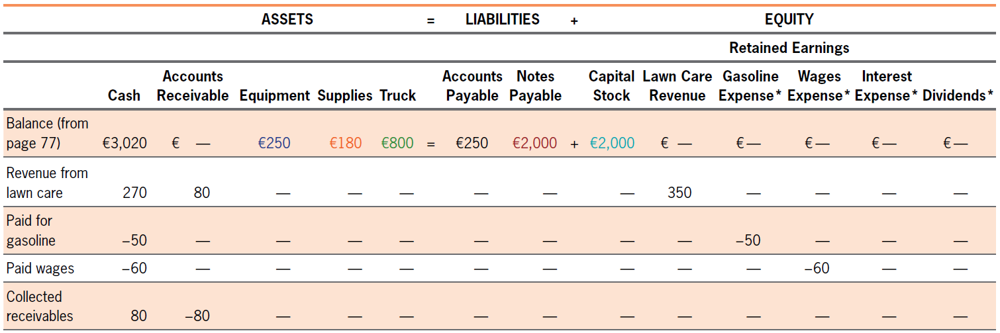 ASSETS = LIABILITIES + EQUITY
Retained Earnings
Accounts Accounts Notes Capital Lawn Care Gasoline Wages Interest
Cash Receivable Equipment Supplies Truck Payable Payable Stock Revenue Expense* Expense* Expense* Dividends*
Balance (from
page 77) €3,020 € — €250 €180 €800 = €250 €2,000 + €2,000 € — €— €— €— €—
Revenue from
lawn care 270 80 — — — — — — 350 — — — —
Paid for
gasoline –50 — — — — — — — — –50 — — —
Paid wages –60 — — — — — — — — — –60 — —
Collected
receivables 80 –80 — — — — — — — — — — —